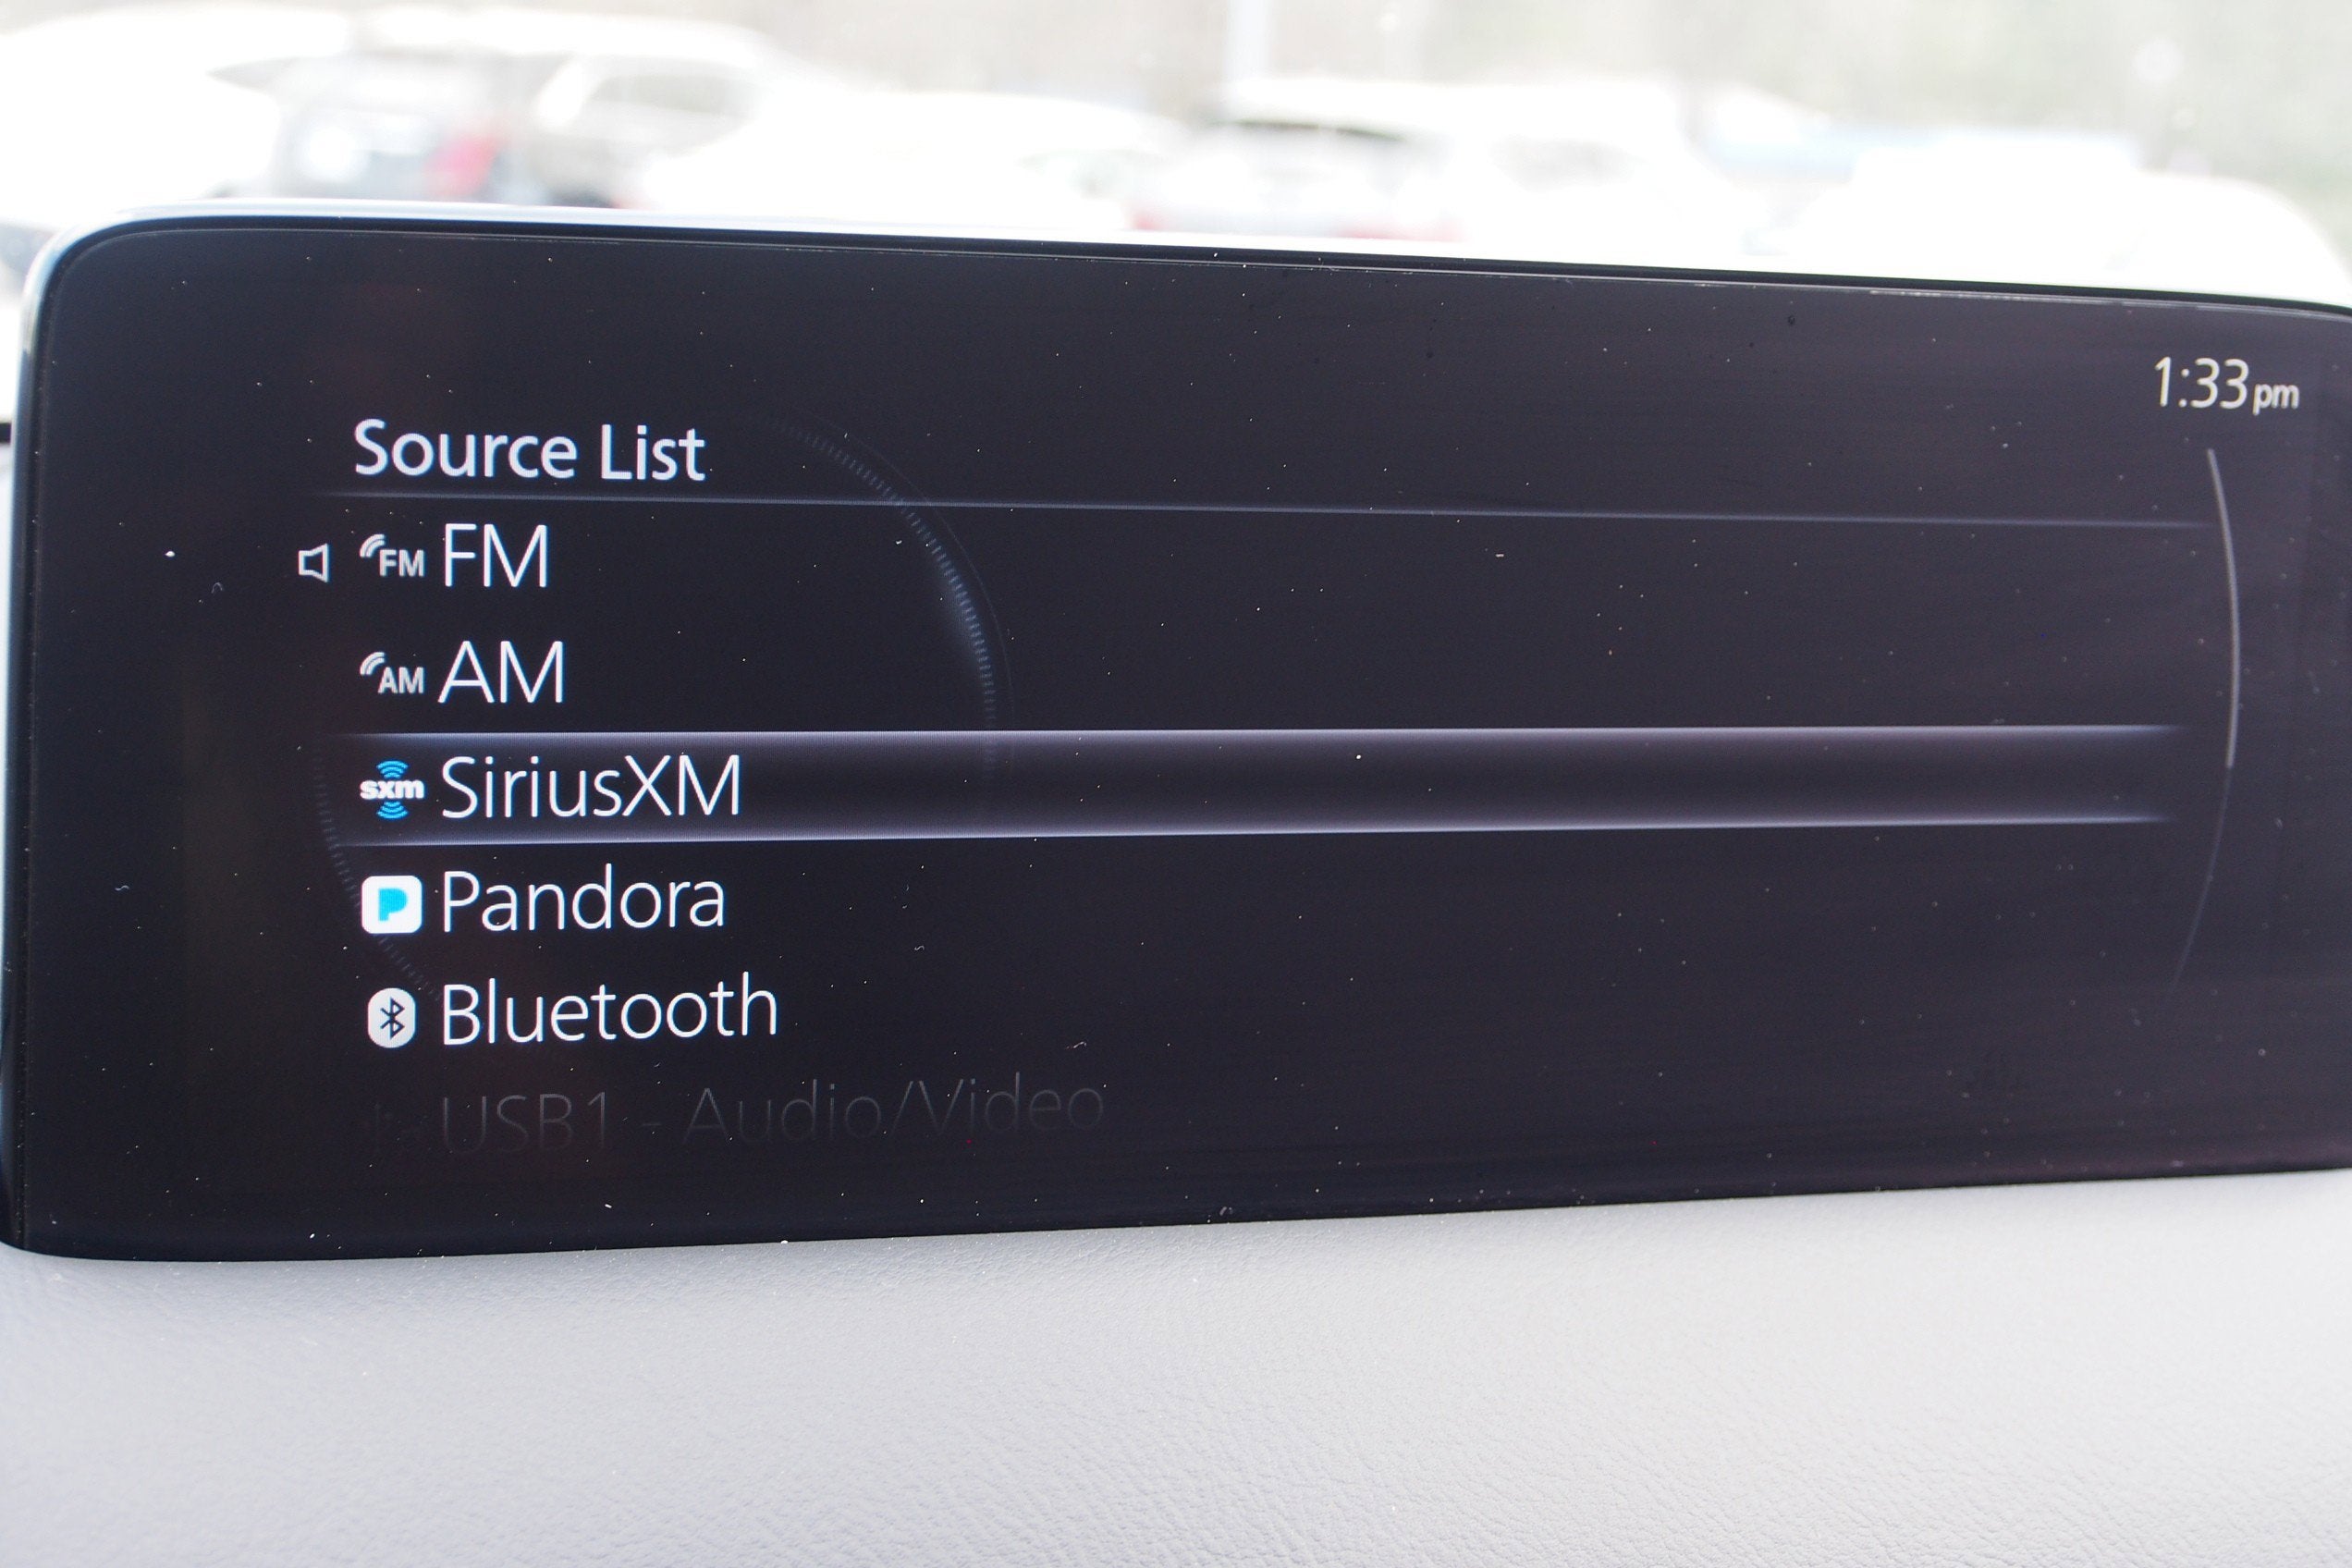 1:33pm
Source List
FM FM
AM AM
sxm SiriusXM
P Pandora
Bluetooth
USB1 - Audio/Video